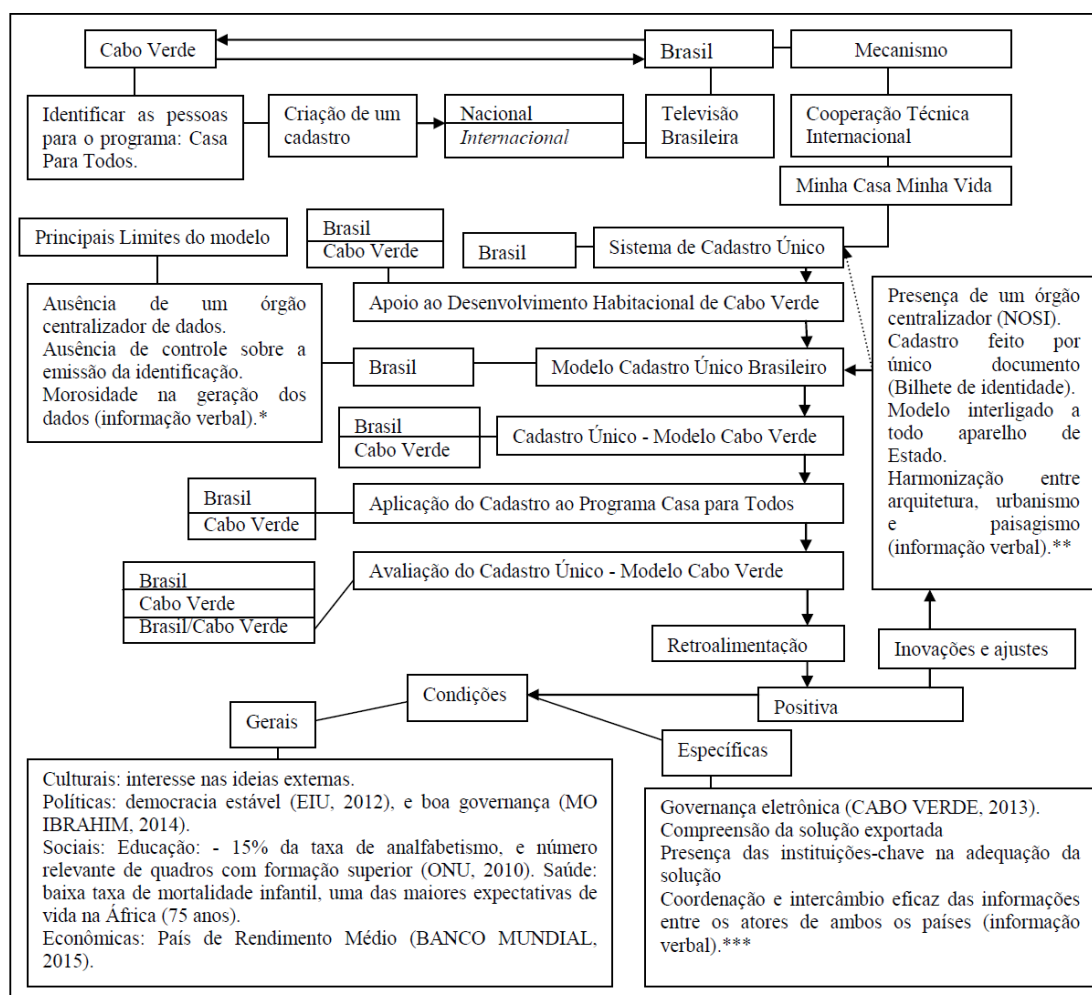 Cabo Verde
Brasil
Mecanismo
Identificar as pessoas
para o programa: Casa
Para Todos.
Criação de um
cadastro
Nacional
Internacional
Televisão
Brasileira
Cooperação Técnica
Internacional
Minha Casa Minha Vida
Principais Limites do modelo
Brasil
Cabo Verde
Brasil
Sistema de Cadastro Único
Ausência de um órgão
centralizador de dados.
Ausência de controle sobre a
emissão da identificação.
Morosidade na geração dos
dados (informação verbal).*
Apoio ao Desenvolvimento Habitacional de Cabo Verde
Brasil
Modelo Cadastro Único Brasileiro
Presença de um órgão
centralizador (NOSI).
Cadastro feito por
único documento
(Bilhete de identidade).
Modelo interligado a
todo aparelho de
Estado.
Harmonização entre
arquitetura, urbanismo
e paisagismo
(informação verbal).**
Brasil
Cabo Verde
Cadastro Único - Modelo Cabo Verde
Brasil
Cabo Verde
Aplicação do Cadastro ao Programa Casa para Todos
Brasil
Cabo Verde
Brasil/Cabo Verde
Avaliação do Cadastro Único - Modelo Cabo Verde
Retroalimentação
Inovações e ajustes
Condições
Positiva
Gerais
Específicas
Culturais: interesse nas ideias externas.
Políticas: democracia estável (EIU, 2012), e boa governança (MO
IBRAHIM, 2014).
Sociais: Educação: - 15% da taxa de analfabetismo, e número
relevante de quadros com formação superior (ONU, 2010). Saúde:
baixa taxa de mortalidade infantil, uma das maiores expectativas de
vida na África (75 anos).
Econômicas: País de Rendimento Médio (BANCO MUNDIAL,
2015).
Governança eletrônica (CABO VERDE, 2013).
Compreensão da solução exportada
Presença das instituições-chave na adequação da
solução
Coordenação e intercâmbio eficaz das informações
entre os atores de ambos os países (informação
verbal).***